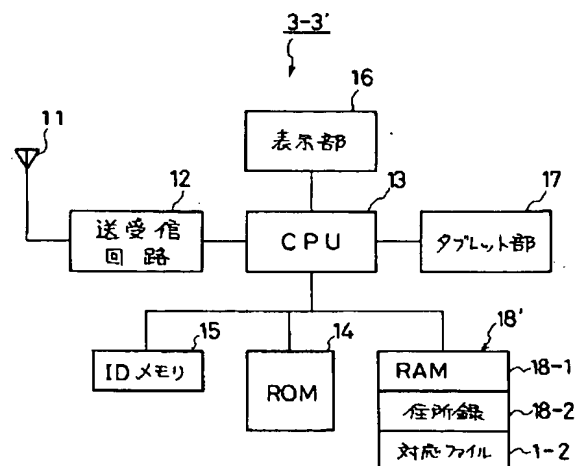 3-3′
16
表示部
11
12
送受信
回路
13
CPU
17
タブレット部
15
IDメモリ
14
ROM
18′
RAM
18-1
住所録
18-2
対応ファイル
1-2